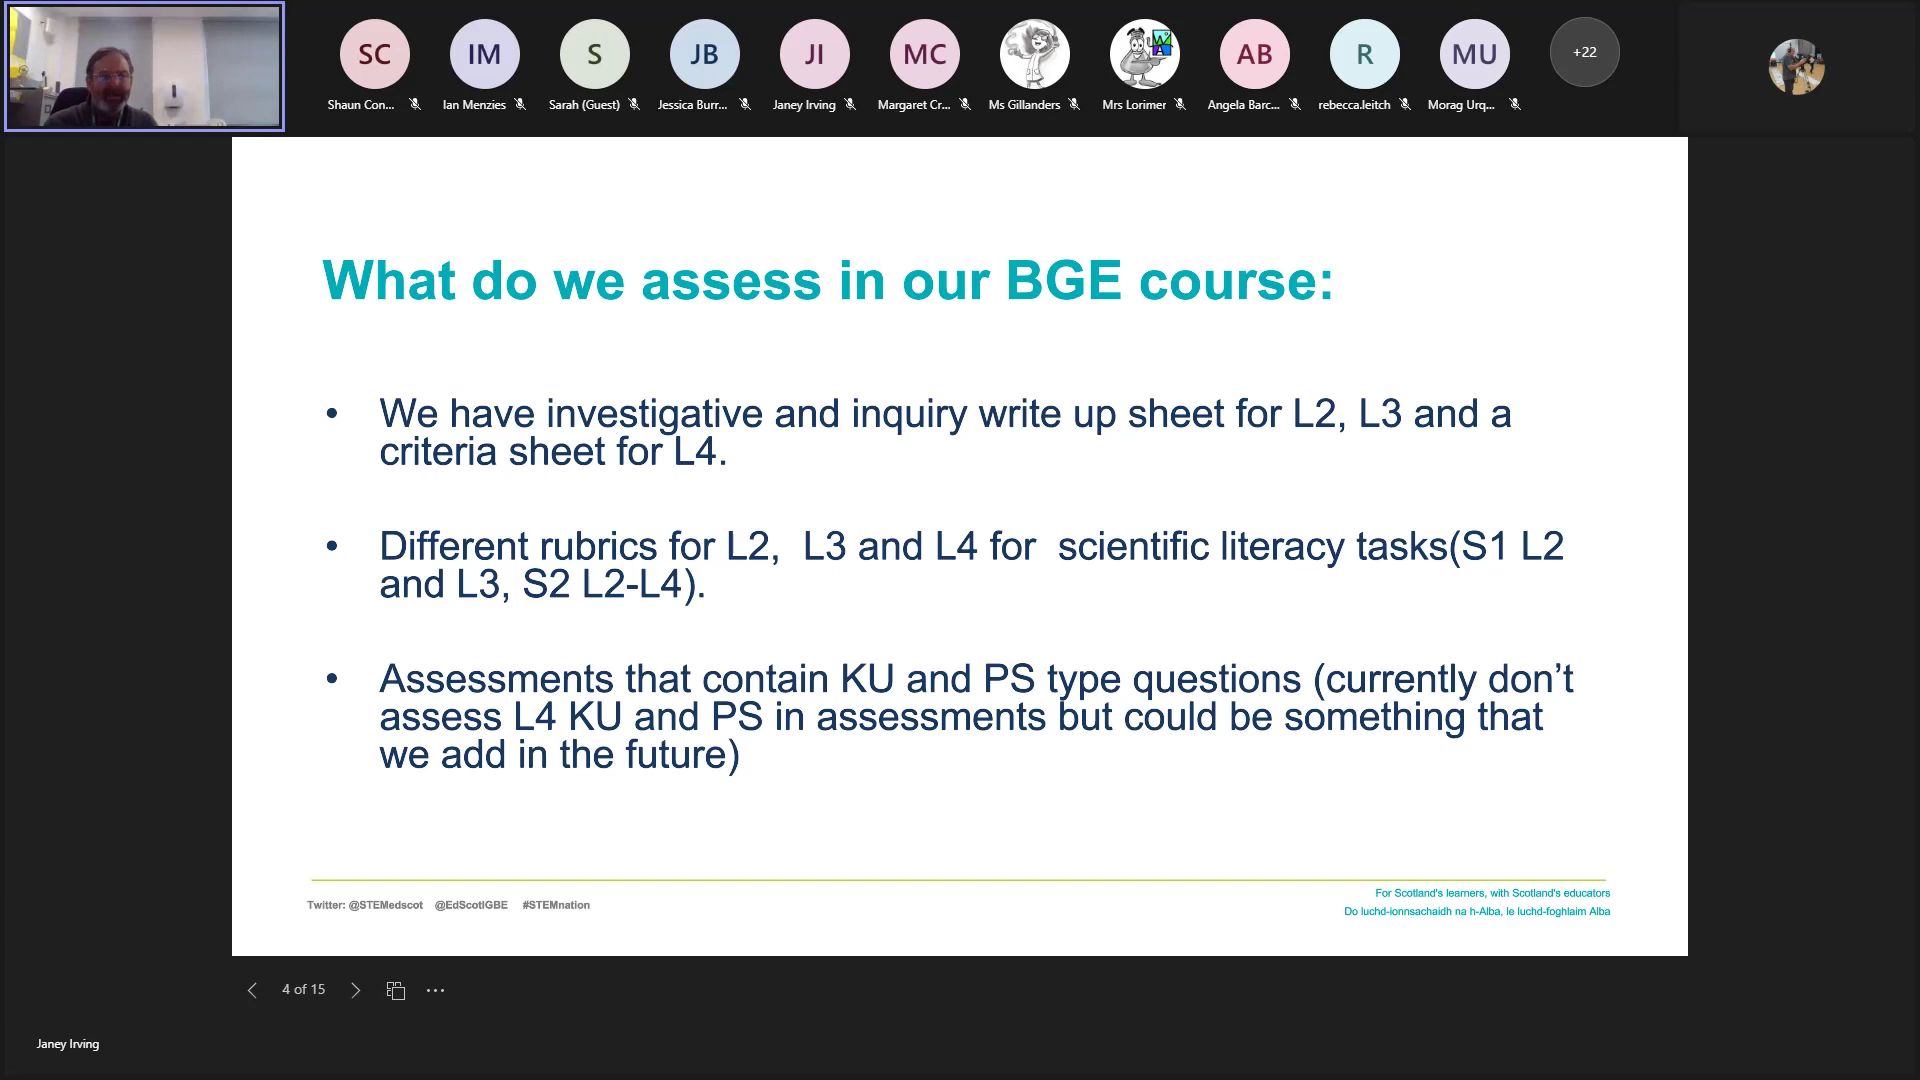 SC
IM
S
JB
JI
MC
AB
R
MU
+22
Shaun Con...
Ian Menzies
Sarah (Guest)
Jessica Burr...
Janey Irving
Margaret Cr...
Ms Gillanders
Mrs Lorimer
Angela Barc...
rebecca.leitch
Morag Urq...
What do we assess in our BGE course:
• We have investigative and inquiry write up sheet for L2, L3 and a
criteria sheet for L4.
• Different rubrics for L2,  L3 and L4 for  scientific literacy tasks(S1 L2
and L3, S2 L2-L4).
• Assessments that contain KU and PS type questions (currently don’t
assess L4 KU and PS in assessments but could be something that
we add in the future)
Twitter: @STEMedscot @EdScotIGBE #STEMnation
For Scotland's learners, with Scotland's educators
Do luchd-ionnsachaidh na h-Alba, le luchd-foghlaim Alba
4 of 15
Janey Irving